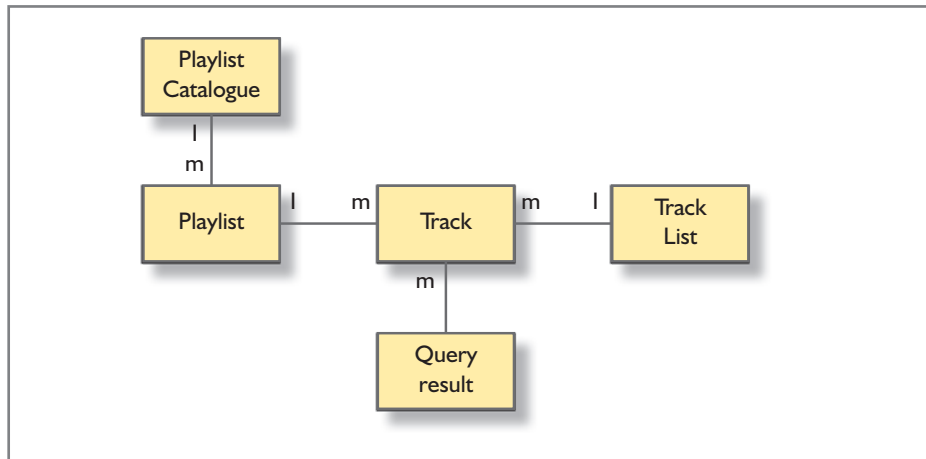 Playlist
Catalogue
1
m
Playlist
1
m
Track
m
1
Track
List
m
Query
result